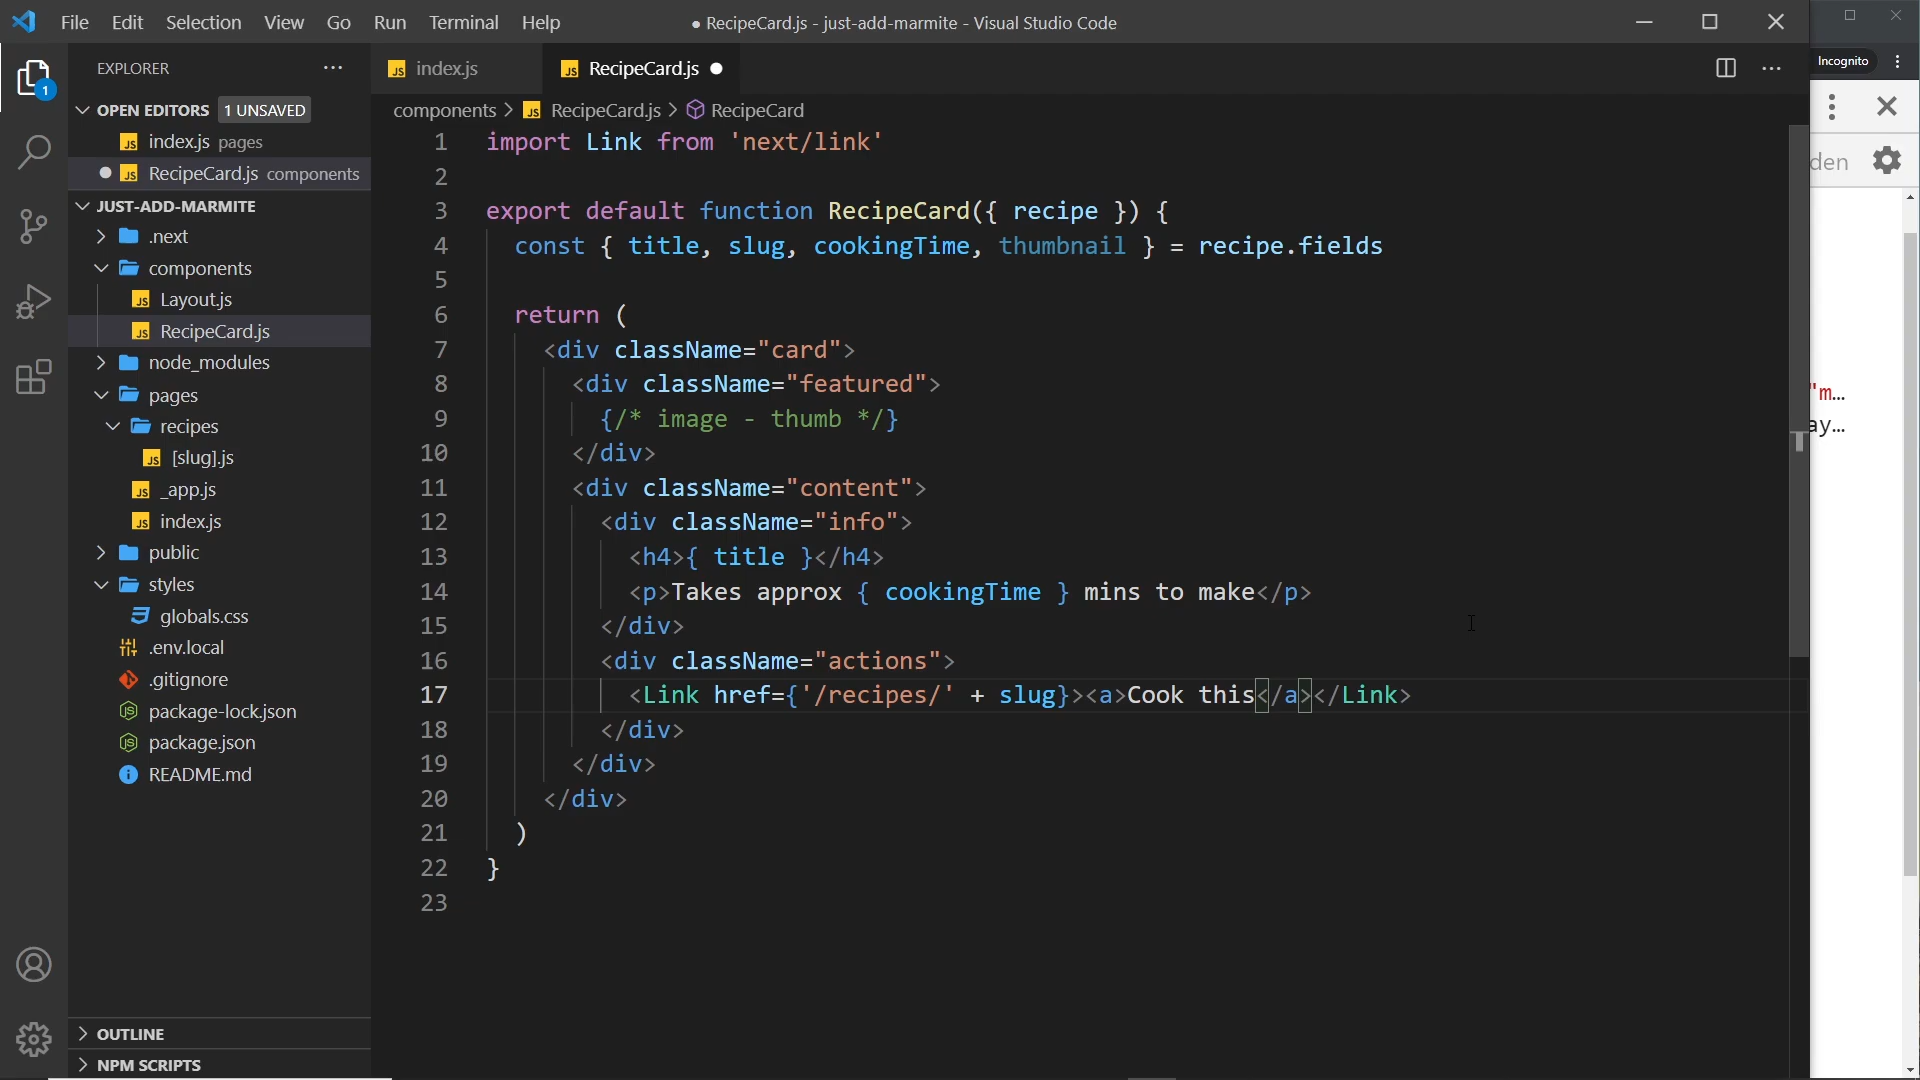 File Edit Selection View Go Run Terminal Help
● RecipeCard.js - just-add-marmite - Visual Studio Code
Incognito
EXPLORER
1
OPEN EDITORS 1 UNSAVED
index.js pages
RecipeCard.js components
JUST-ADD-MARMITE
.next
components
Layout.js
RecipeCard.js
node_modules
pages
recipes
[slug].js
_app.js
index.js
public
styles
globals.css
.env.local
.gitignore
package-lock.json
package.json
README.md
OUTLINE
NPM SCRIPTS
index.js
RecipeCard.js
components > RecipeCard.js > RecipeCard
1 import Link from 'next/link'
2
3 export default function RecipeCard({ recipe }) {
4 const { title, slug, cookingTime, thumbnail } = recipe.fields
5
6 return (
7 <div className="card">
8 <div className="featured">
9 {/* image - thumb */}
10 </div>
11 <div className="content">
12 <div className="info">
13 <h4>{ title }</h4>
14 <p>Takes approx { cookingTime } mins to make</p>
15 </div>
16 <div className="actions">
17 <Link href={'/recipes/' + slug}><a>Cook this</a></Link>
18 </div>
19 </div>
20 </div>
21 )
22 }
23
den
"m…
ay…